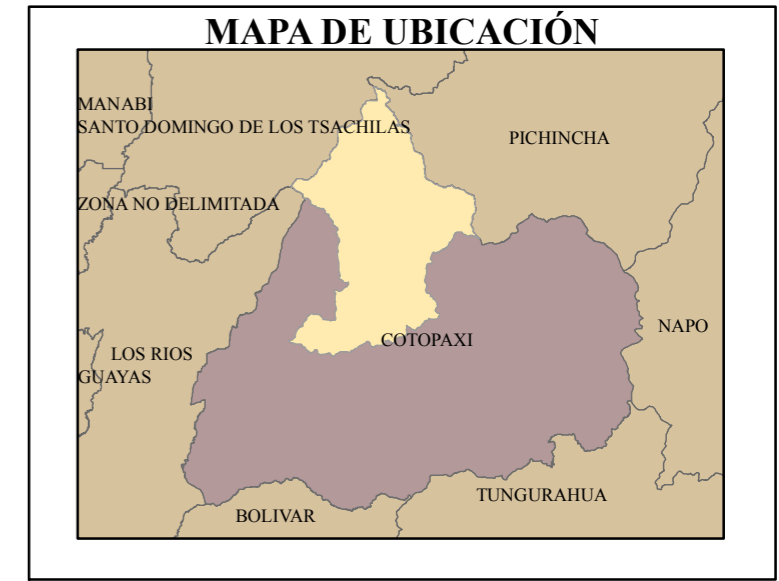 MAPA DE UBICACIÓN
MANABI
SANTO DOMINGO DE LOS TSACHILAS
PICHINCHA
ZONA NO DELIMITADA
NAPO
COTOPAXI
LOS RIOS
GUAYAS
TUNGURAHUA
BOLIVAR